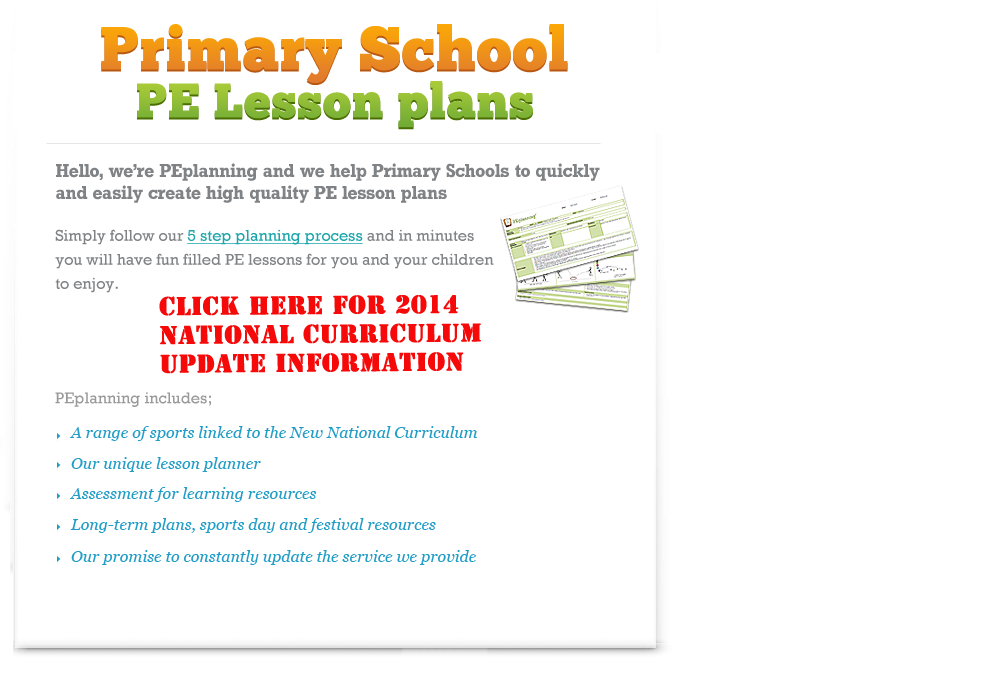 Primary School
PE Lesson plans
Hello, we're PEplanning and we help Primary Schools to quickly
and easily create high quality PE lesson plans
Simply follow our 5 step planning process and in minutes
you will have fun filled PE lessons for you and your children
to enjoy.
CLICK HERE FOR 2014
NATIONAL CURRICULUM
UPDATE INFORMATION
PEplanning includes;
A range of sports linked to the New National Curriculum
Our unique lesson planner
Assessment for learning resources
Long-term plans, sports day and festival resources
Our promise to constantly update the service we provide